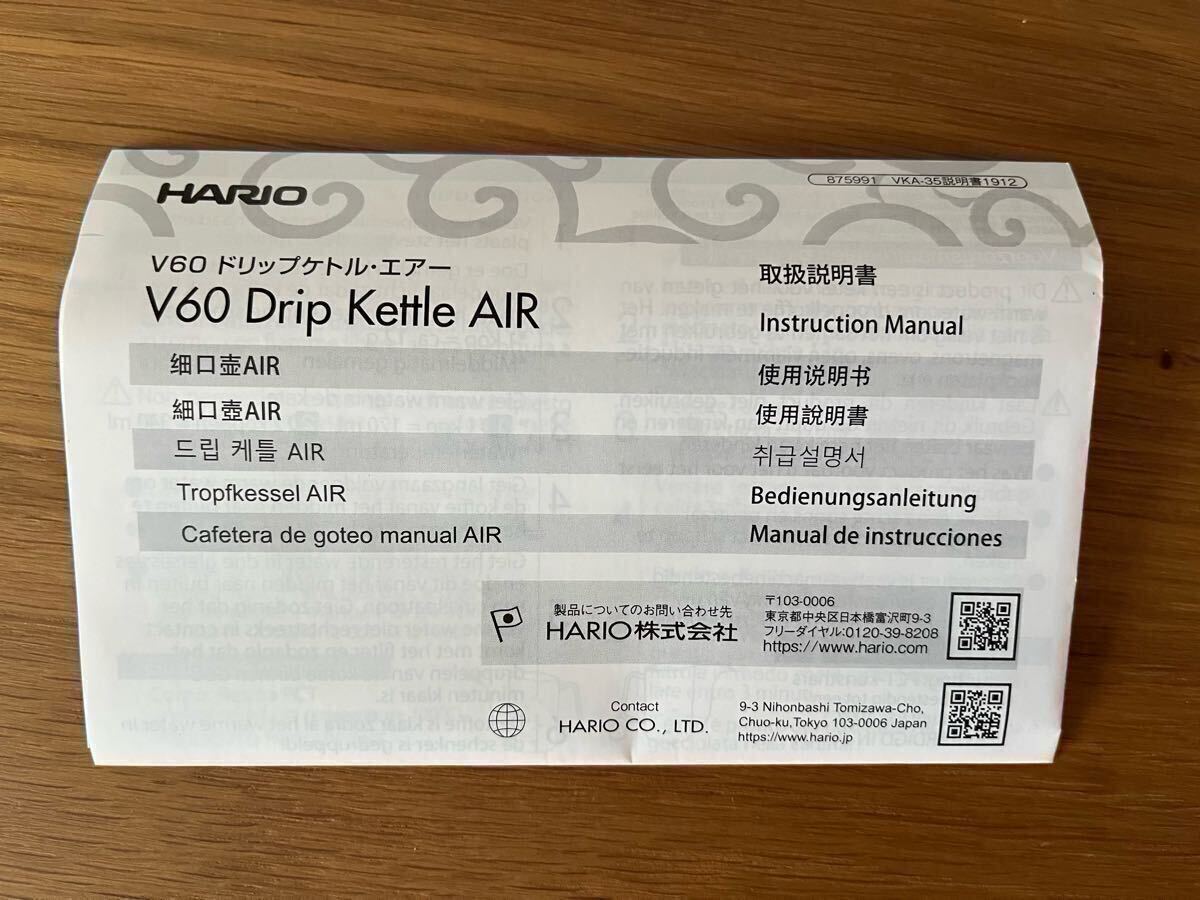 HARIO
875991 VKA-35説明書1912
V60 ドリップケトル・エアー
V60 Drip Kettle AIR
取扱説明書
Instruction Manual
细口壶AIR
使用说明书
細口壺AIR
使用說明書
드립 케틀 AIR
취급설명서
Tropfkessel AIR
Bedienungsanleitung
Cafetera de goteo manual AIR
Manual de instrucciones
製品についてのお問い合わせ先
HARIO株式会社
〒103-0006
東京都中央区日本橋富沢町9-3
フリーダイヤル:0120-39-8208
https://www.hario.com
Contact
HARIO CO., LTD.
9-3 Nihonbashi Tomizawa-Cho,
Chuo-ku,Tokyo 103-0006 Japan
https://www.hario.jp